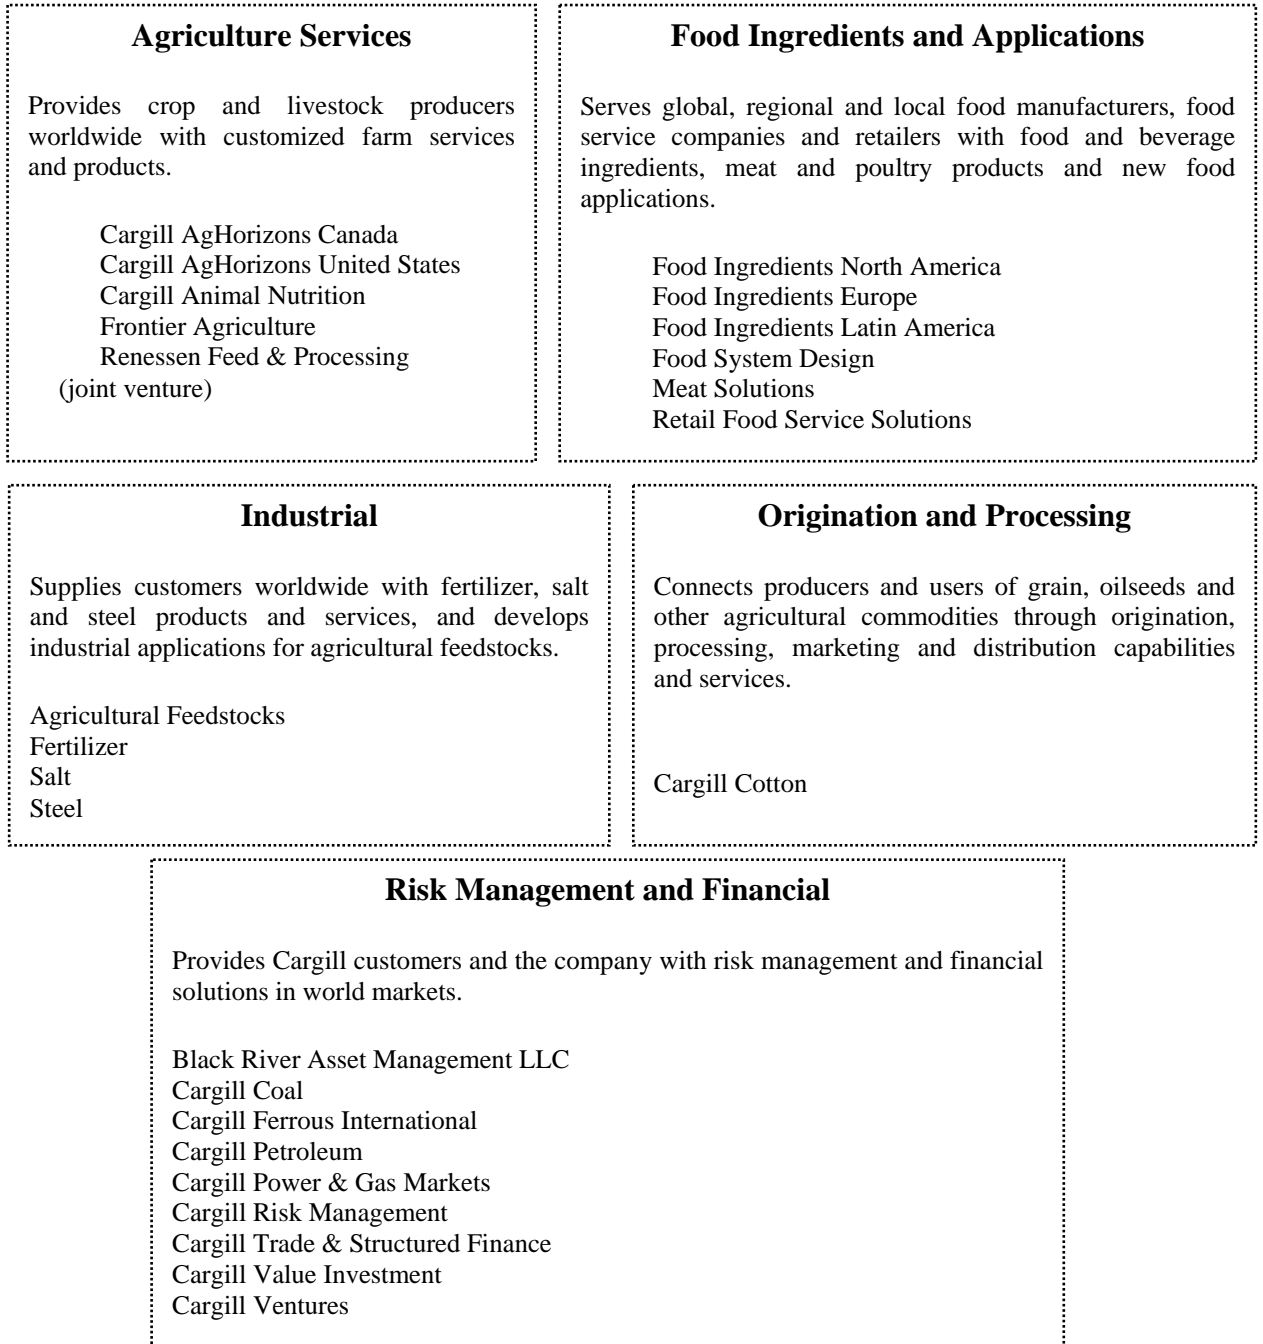 Agriculture Services
Provides crop and livestock producers
worldwide with customized farm services
and products.
Cargill AgHorizons Canada
Cargill AgHorizons United States
Cargill Animal Nutrition
Frontier Agriculture
Renessen Feed & Processing
(joint venture)
Food Ingredients and Applications
Serves global, regional and local food manufacturers, food
service companies and retailers with food and beverage
ingredients, meat and poultry products and new food
applications.
Food Ingredients North America
Food Ingredients Europe
Food Ingredients Latin America
Food System Design
Meat Solutions
Retail Food Service Solutions
Industrial
Supplies customers worldwide with fertilizer, salt
and steel products and services, and develops
industrial applications for agricultural feedstocks.
Agricultural Feedstocks
Fertilizer
Salt
Steel
Origination and Processing
Connects producers and users of grain, oilseeds and
other agricultural commodities through origination,
processing, marketing and distribution capabilities
and services.
Cargill Cotton
Risk Management and Financial
Provides Cargill customers and the company with risk management and financial
solutions in world markets.
Black River Asset Management LLC
Cargill Coal
Cargill Ferrous International
Cargill Petroleum
Cargill Power & Gas Markets
Cargill Risk Management
Cargill Trade & Structured Finance
Cargill Value Investment
Cargill Ventures